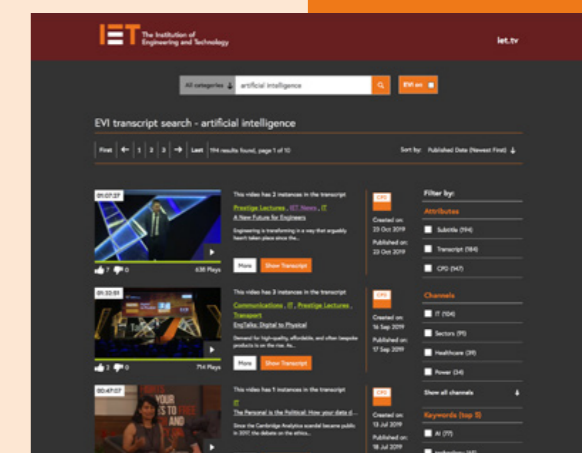 IET The Institution of
Engineering and Technology
iet.tv
All categories
artificial intelligence
EVI on
EVI transcript search - artificial intelligence
First
1
2
3
Last
194 results found, page 1 of 10
Sort by: Published Date (Newest First)
01:07:37
This video has 2 instances in the transcript
Prestige Lectures , IET News , IT
A New Future for Engineers
Engineering is transforming in a way that arguably
heart taken place since the...
7
0
638 Plays
More
Show Transcript
CPD
Created on:
23 Oct 2019
Published on:
23 Oct 2019
This video has 3 instances in the transcript
Communications , IT , Prestige Lectures ,
Transport
EngTalks: Digital to Physical
Demand for high-quality, affordable, and often bespoke
products is on the rise. As...
0
714 Plays
More
Show Transcript
CPD
Created on:
16 Sep 2019
Published on:
17 Sep 2019
00:47:07
YOUR
This video has 1 instances in the transcript
IT
The Personal is the Political: How your data d...
Since the Cambridge Analytica scandal became public
in 2017, the debate on the ethics...
CPD
Created on:
13 Jul 2019
Published on:
18 Jul 2019
Filter by:
Attributes
Subtitle (194)
Transcript (184)
CPD (147)
Channels
IT (104)
Sectors (91)
Healthcare (39)
Power (34)
Show all channels
Keywords (top 5)
AI (77)